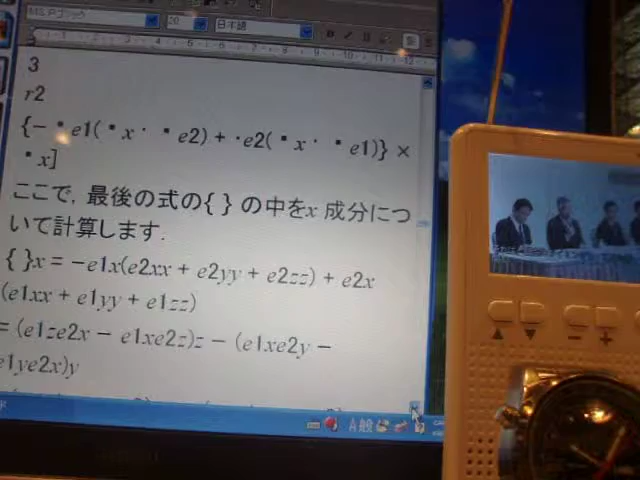 MS Pゴシック
20
日本語
3
r2
{-・e1(・x・・e2)+・e2(・x・・e1)}×
・x]
ここで,最後の式の{ }の中をx成分につ
いて計算します.
{ }x = -e1x(e2xx + e2yy + e2zz) + e2x
(e1xx + e1yy + e1zz)
= (e1ze2x - e1xe2z)z - (e1xe2y -
e1ye2x)y
A般